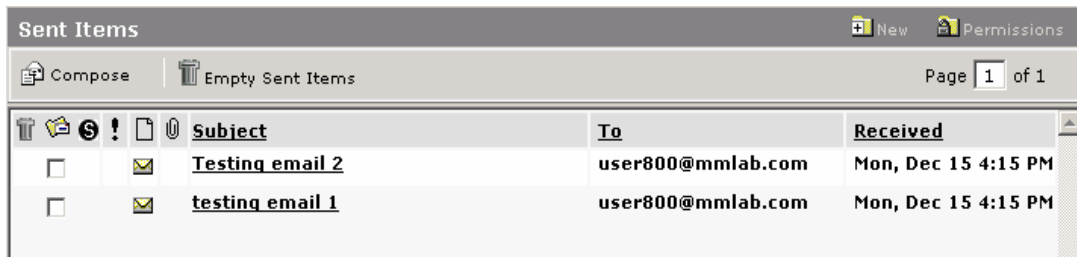 Sent Items New Permissions
Compose Empty Sent Items Page 1 of 1
Subject To Received
Testing email 2 user800@mmlab.com Mon, Dec 15 4:15 PM
testing email 1 user800@mmlab.com Mon, Dec 15 4:15 PM